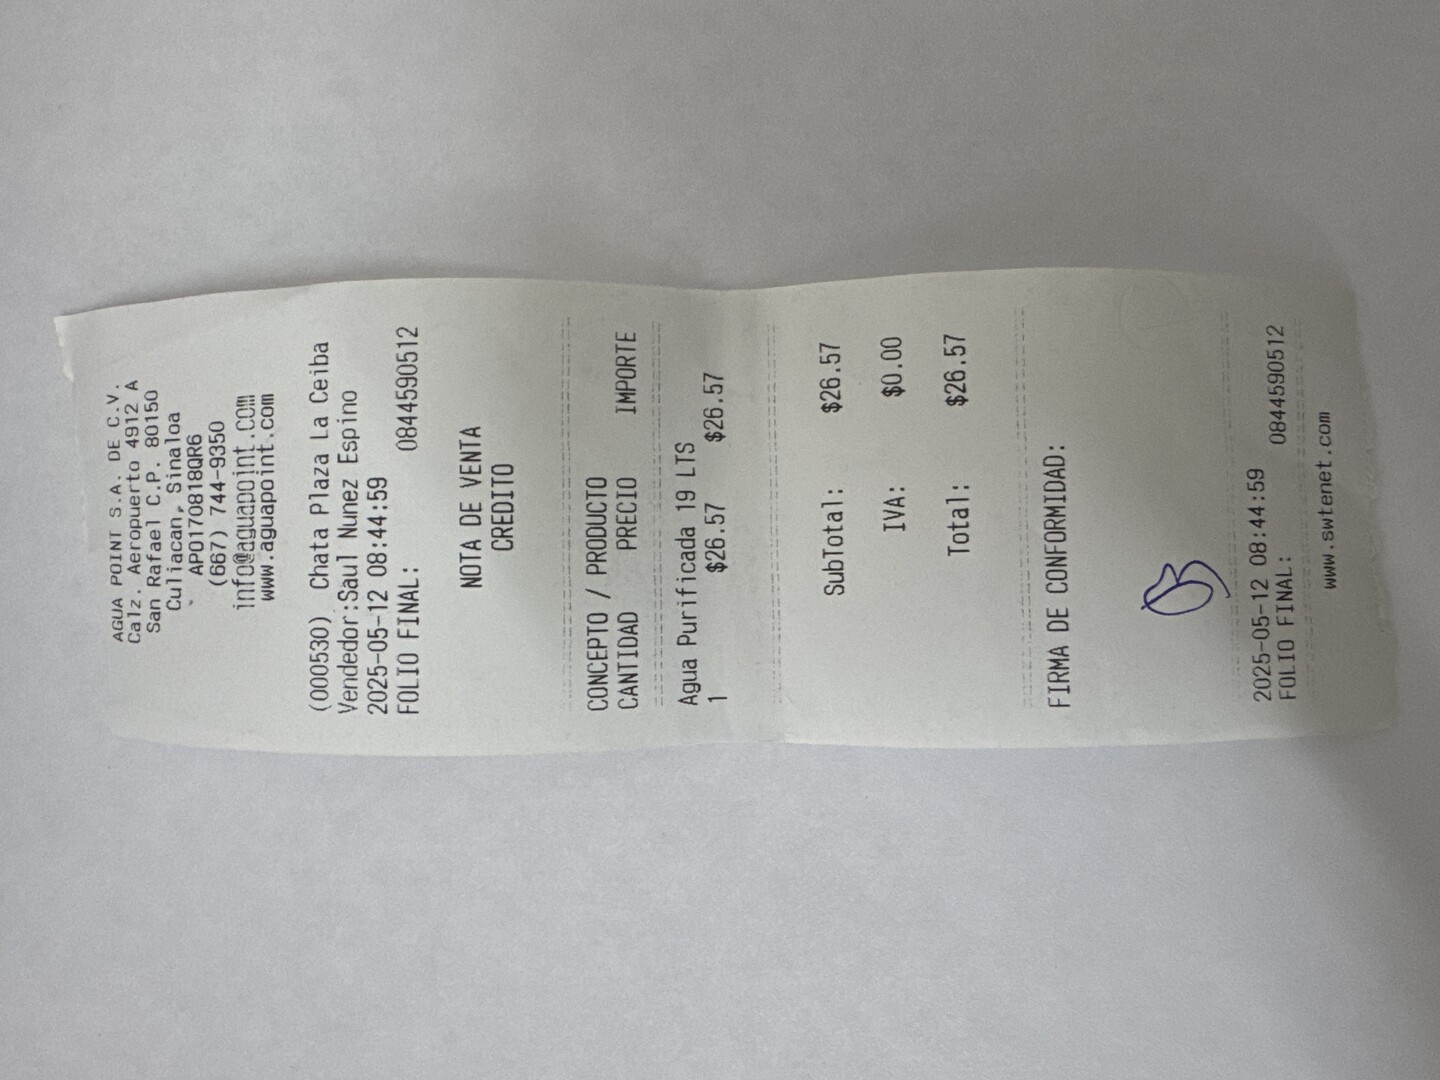 AGUA POINT S.A. DE C.V.
Calz. Aeropuerto 4912 A
San Rafael C.P. 80150
Culiacan, Sinaloa
APO170818QR6
(667) 744-9350
info@aguapoint.com
www.aguapoint.com
(000530) Chata Plaza La Ceiba
Vendedor:Saul Nunez Espino
2025-05-12 08:44:59
FOLIO FINAL: 0844590512
NOTA DE VENTA
CREDITO
CONCEPTO / PRODUCTO
CANTIDAD PRECIO IMPORTE
Agua Purificada 19 LTS
1 $26.57 $26.57
SubTotal: $26.57
IVA: $0.00
Total: $26.57
FIRMA DE CONFORMIDAD:
2025-05-12 08:44:59
FOLIO FINAL: 0844590512
www.swtenet.com